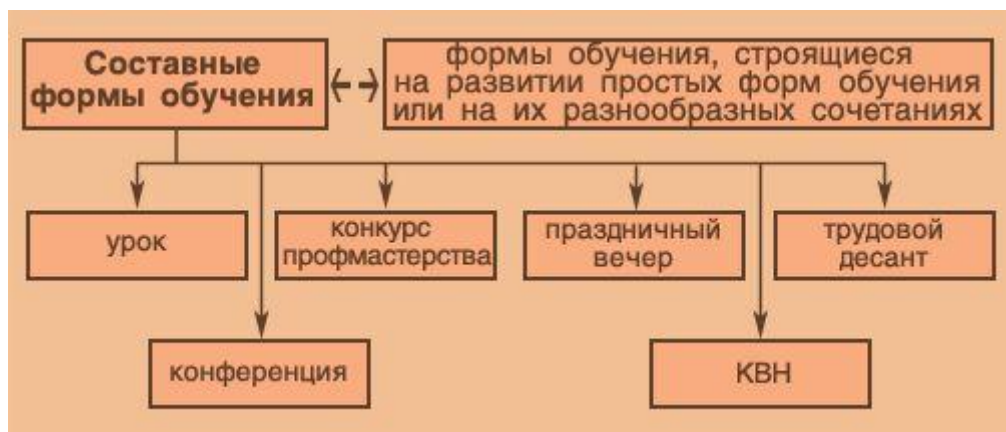 Составные
формы обучения
формы обучения, строящиеся
на развитии простых форм обучения
или на их разнообразных сочетаниях
урок
конкурс
профмастерства
праздничный
вечер
трудовой
десант
конференция
КВН